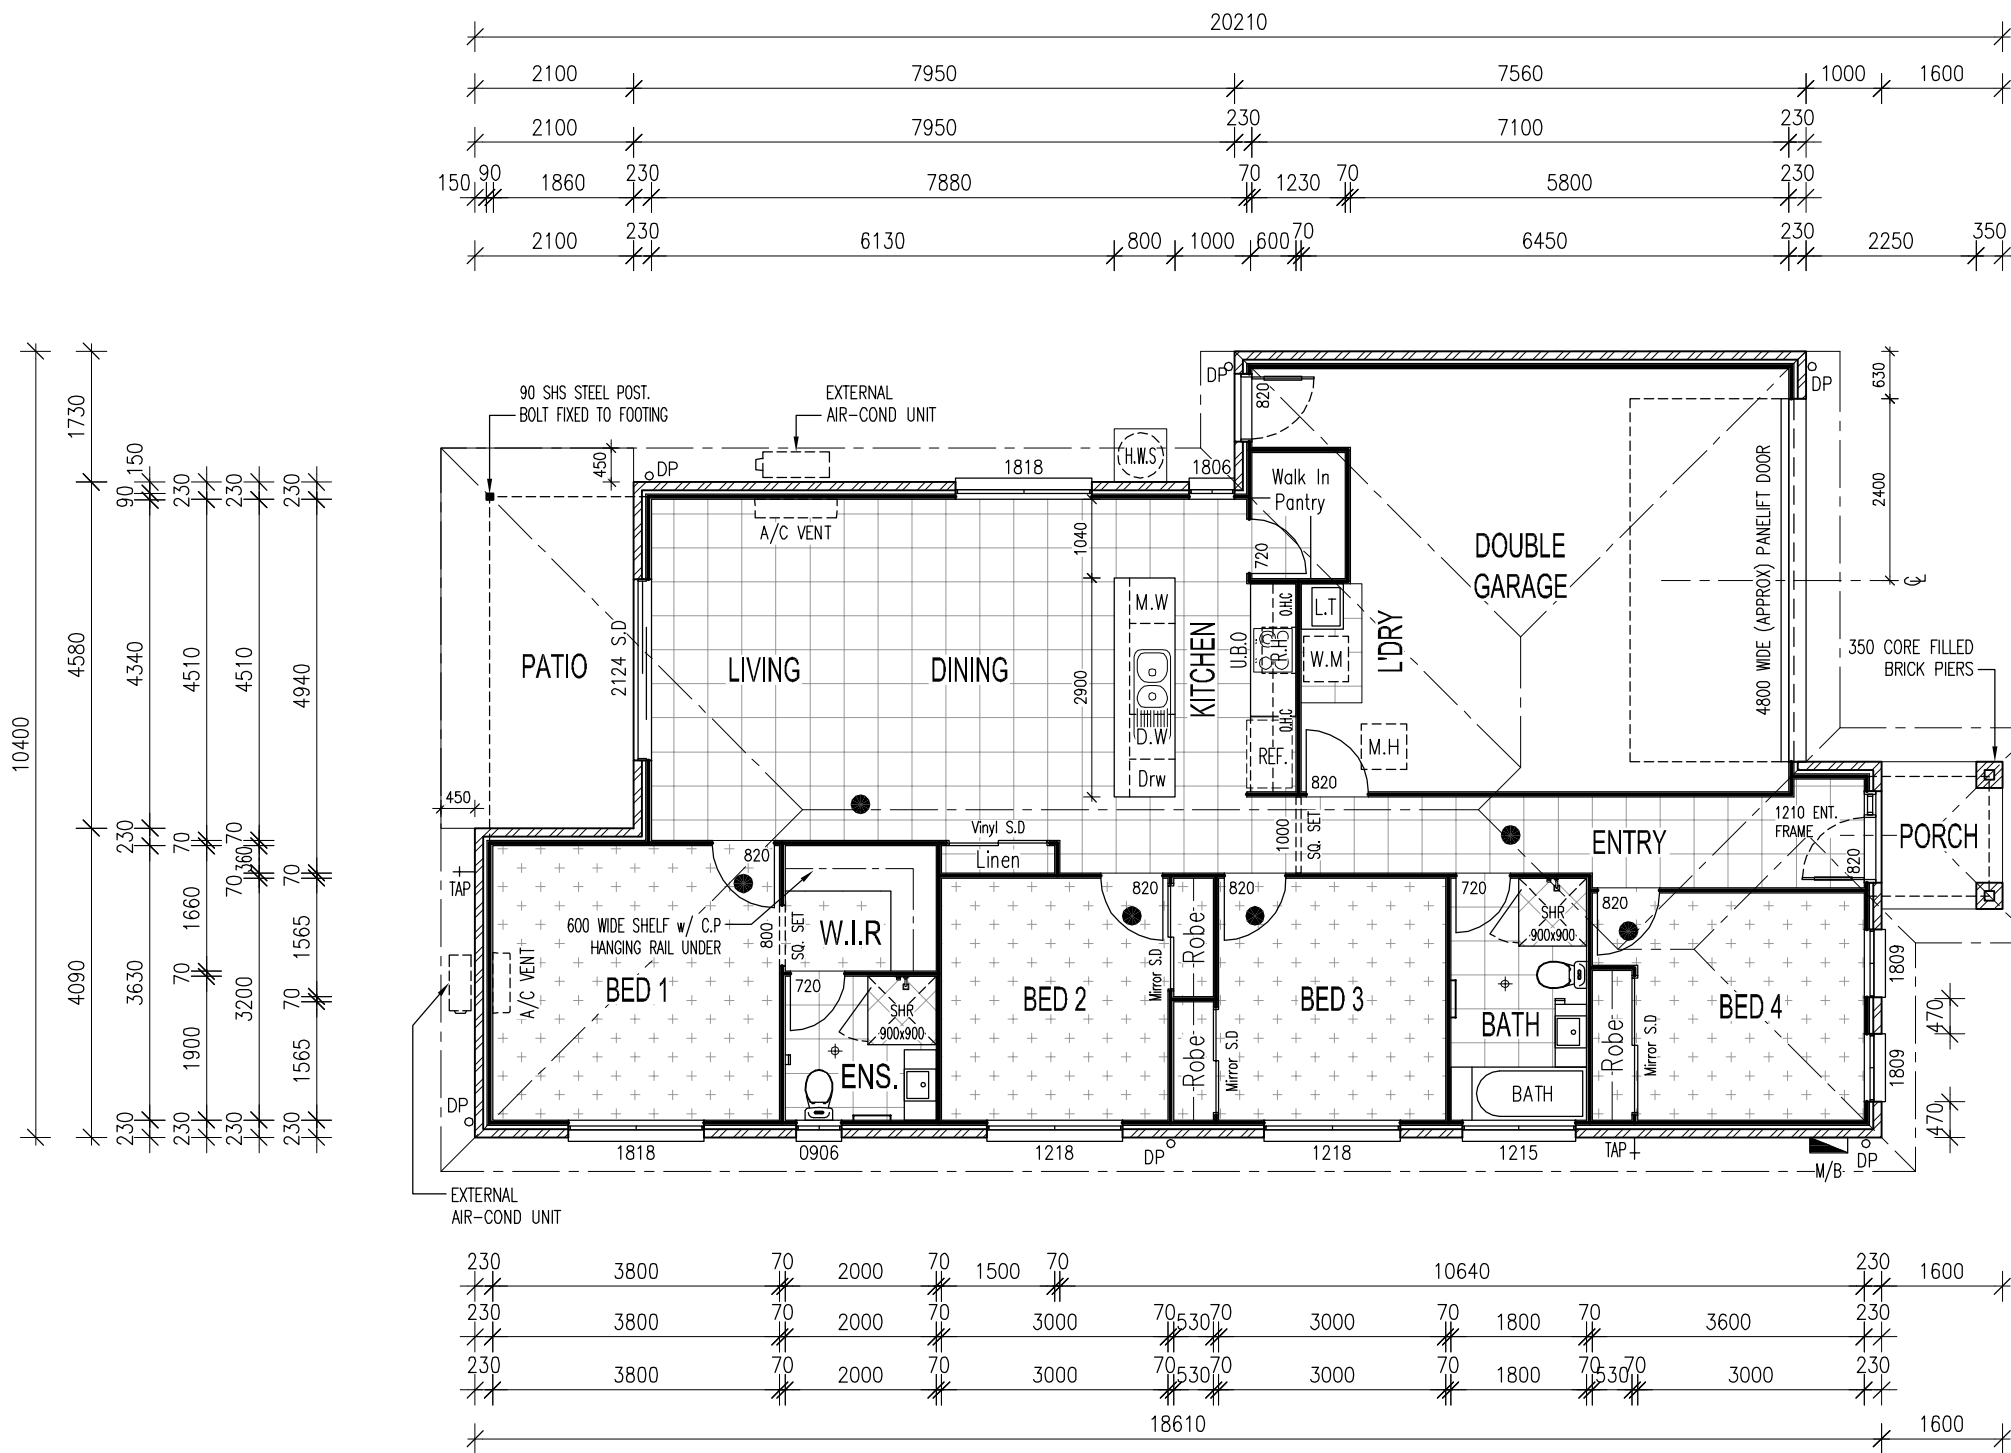 20210
2100 7950 7560 1000 1600
2100 7950 230 7100 230
150 90 1860 230 7880 70 1230 70 5800 230
2100 230 6130 800 1000 600 70 6450 230 2250 350
10400
1730
4580
4090
150
90
4340
230
3630
230
230
4510
70
1660
70
1900
230
230
4510
70
360
70
3200
230
230
4940
70
1565
70
1565
230
90 SHS STEEL POST.
BOLT FIXED TO FOOTING
EXTERNAL
AIR-COND UNIT
450
DP
1818
H.W.S
1806
DP
820
DP
630
2400
A/C VENT
1040
Walk In
Pantry
720
DOUBLE
GARAGE
4800 WIDE (APPROX) PANELIFT DOOR
CL
M.W
O.H.C
L.T
PATIO
2124 S.D
LIVING
DINING
2900
KITCHEN
U.B.O
R.H
W.M
L'DRY
350 CORE FILLED
BRICK PIERS
D.W
Drw
O.H.C
REF.
M.H
820
450
Vinyl S.D
Linen
1000
SQ. SET
ENTRY
1210 ENT.
FRAME
820
PORCH
TAP
820
600 WIDE SHELF w/ C.P
HANGING RAIL UNDER
800
SQ. SET
W.I.R
820
Robe
820
720
SHR
900x900
820
A/C VENT
BED 1
720
SHR
900x900
BED 2
Mirror S.D
BED 3
BATH
BED 4
1809
470
ENS.
Robe
Mirror S.D
BATH
Robe
Mirror S.D
1809
470
DP
1818
0906
1218
DP
1218
1215
TAP
M/B
DP
EXTERNAL
AIR-COND UNIT
230 3800 70 2000 70 1500 70 10640 230 1600
230 3800 70 2000 70 3000 70 530 70 3000 70 1800 70 3600 230
230 3800 70 2000 70 3000 70 530 70 3000 70 1800 70 530 70 3000 230
18610 1600